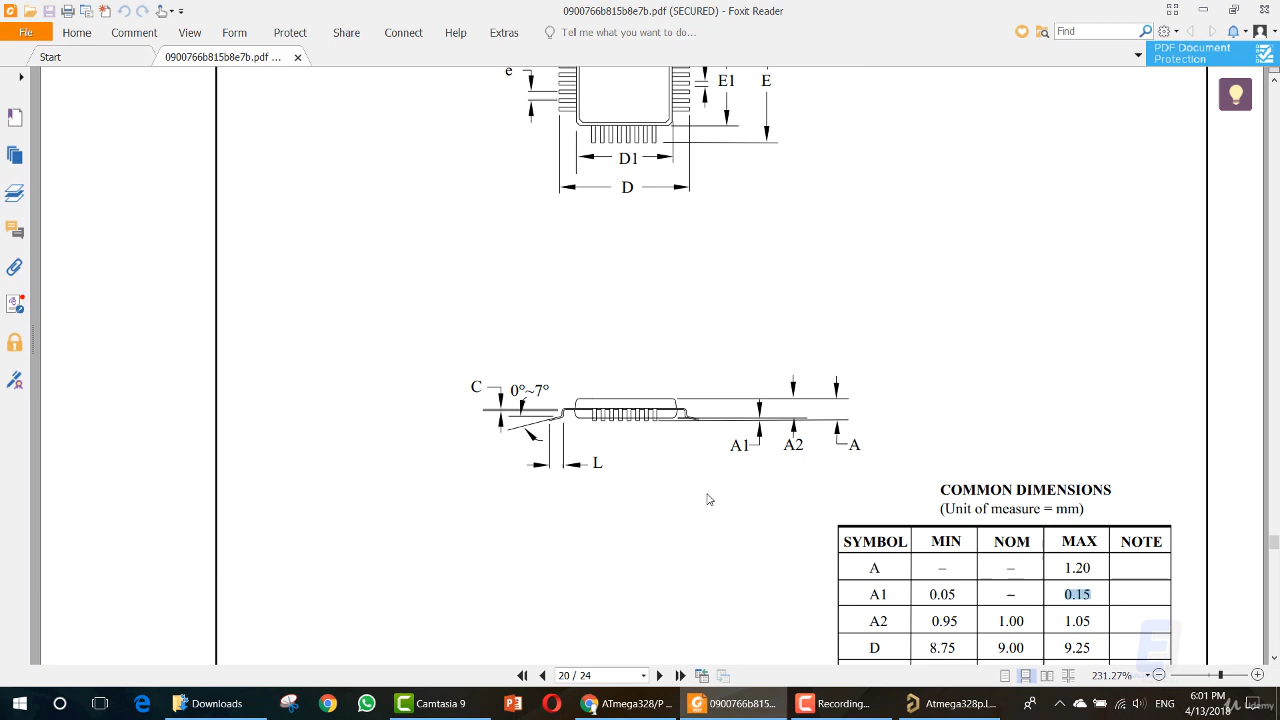 0900766b815b8e7b.pdf (SECURED) - Foxit Reader
File Home Comment View Form Protect Share Connect Help Extras Tell me what you want to do... Find
Start 0900766b815b8e7b.pdf ... PDF Document Protection
e E1 E
D1
D
C 0°~7°
A1 A2 A
L
COMMON DIMENSIONS
(Unit of measure = mm)
SYMBOL MIN NOM MAX NOTE
A – – 1.20
A1 0.05 – 0.15
A2 0.95 1.00 1.05
D 8.75 9.00 9.25
20 / 24 231.27%
Downloads Camtasia 9 ATmega328/P ... 0900766b815... Recording... ATmega328p.I... ENG 6:01 PM
4/13/2018
Udemy